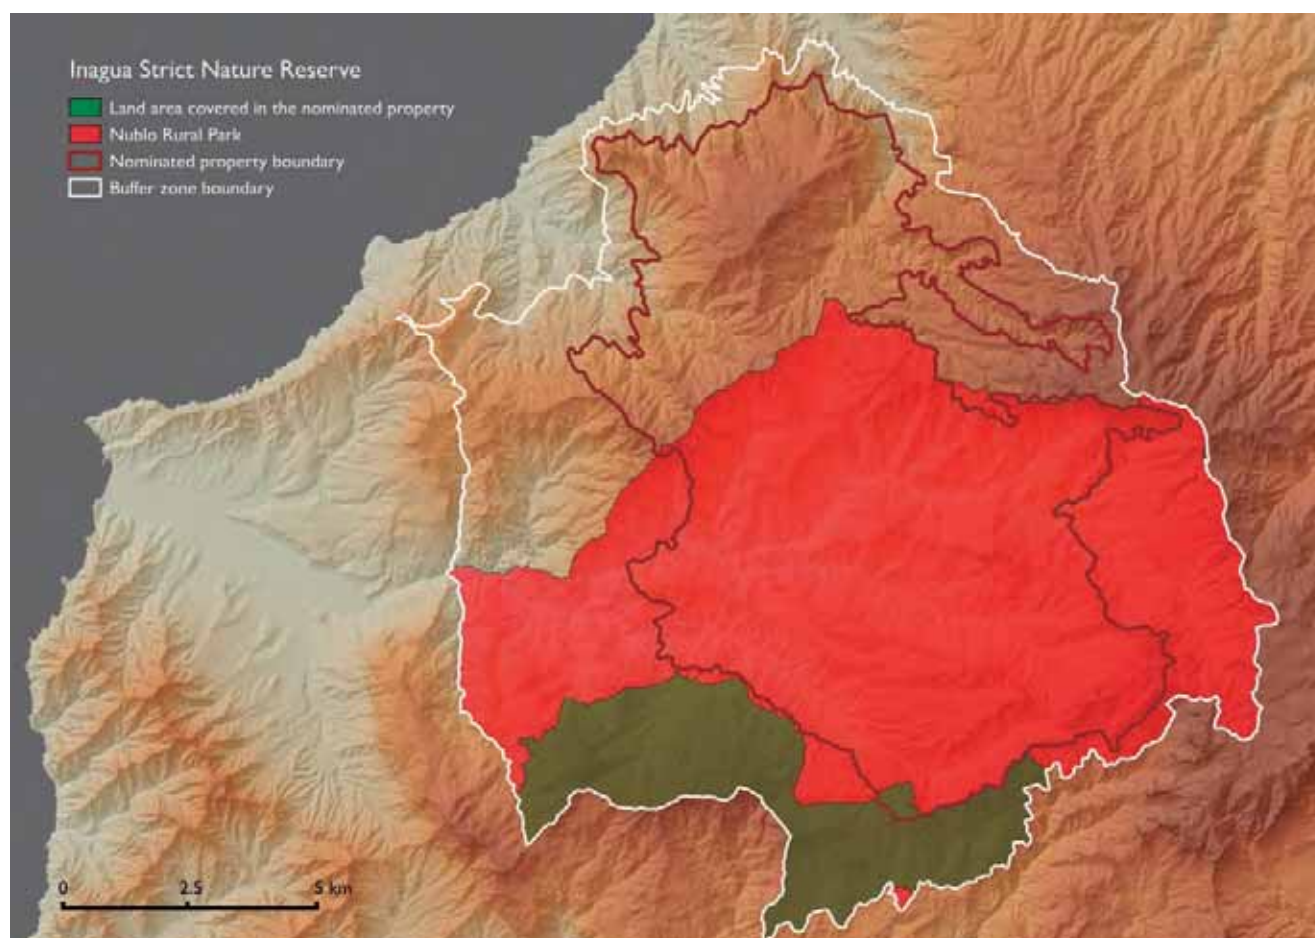 Inagua Strict Nature Reserve
Land area covered in the nominated property
Nublo Rural Park
Nominated property boundary
Buffer zone boundary
0 2.5 5 km